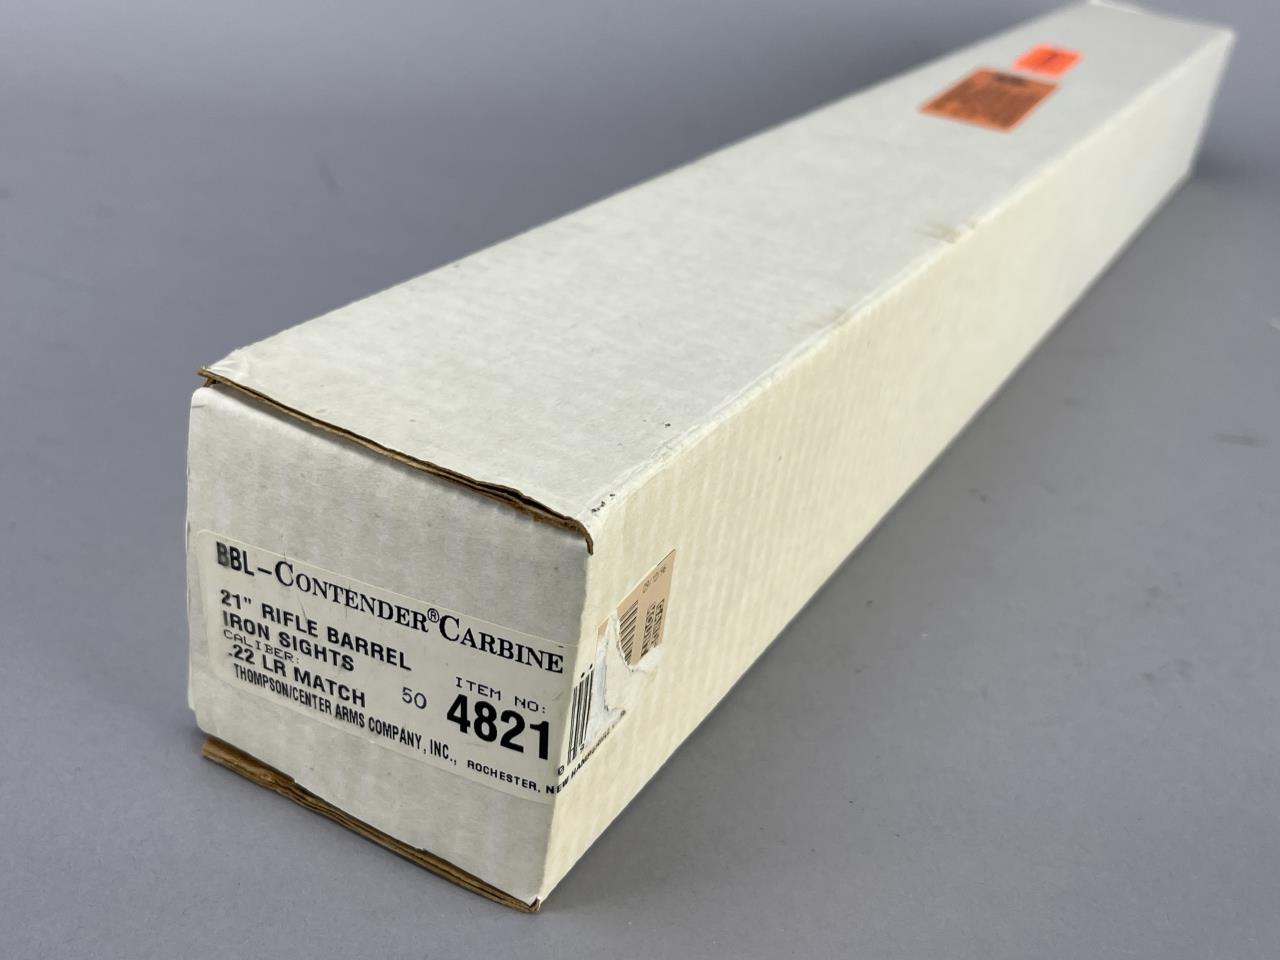 BBL–CONTENDER®CARBINE
21" RIFLE BARREL
IRON SIGHTS
CALIBER:
.22 LR MATCH
50
ITEM NO:
4821
THOMPSON/CENTER ARMS COMPANY, INC., ROCHESTER, NEW HAMPSHIRE